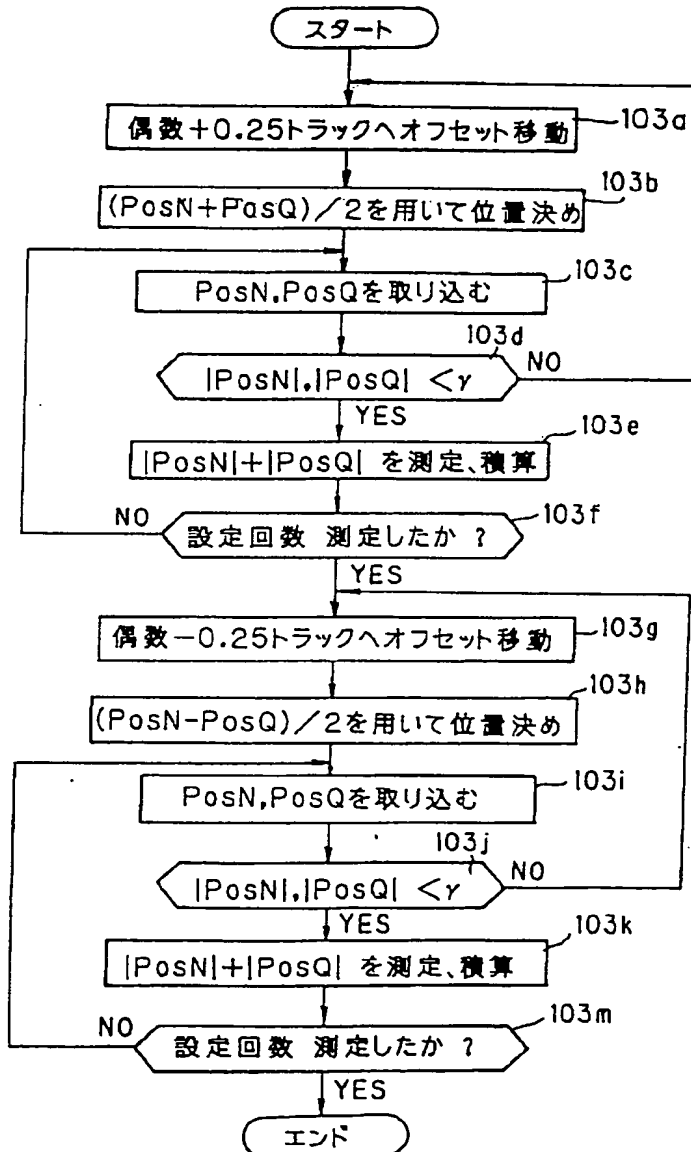 スタート
偶数+0.25トラックへオフセット移動
103a
103b
(PosN+PosQ)/2を用いて位置決め
103c
PosN,PosQを取り込む
103d
|PosN|,|PosQ| <γ
NO
YES
103e
|PosN|+|PosQ| を測定、積算
NO
103f
設定回数 測定したか ?
YES
偶数-0.25トラックへオフセット移動
103g
103h
(PosN-PosQ)/2を用いて位置決め
103i
PosN,PosQを取り込む
103j
|PosN|,|PosQ| <γ
NO
YES
103k
|PosN|+|PosQ| を測定、積算
NO
103m
設定回数 測定したか ?
YES
エンド